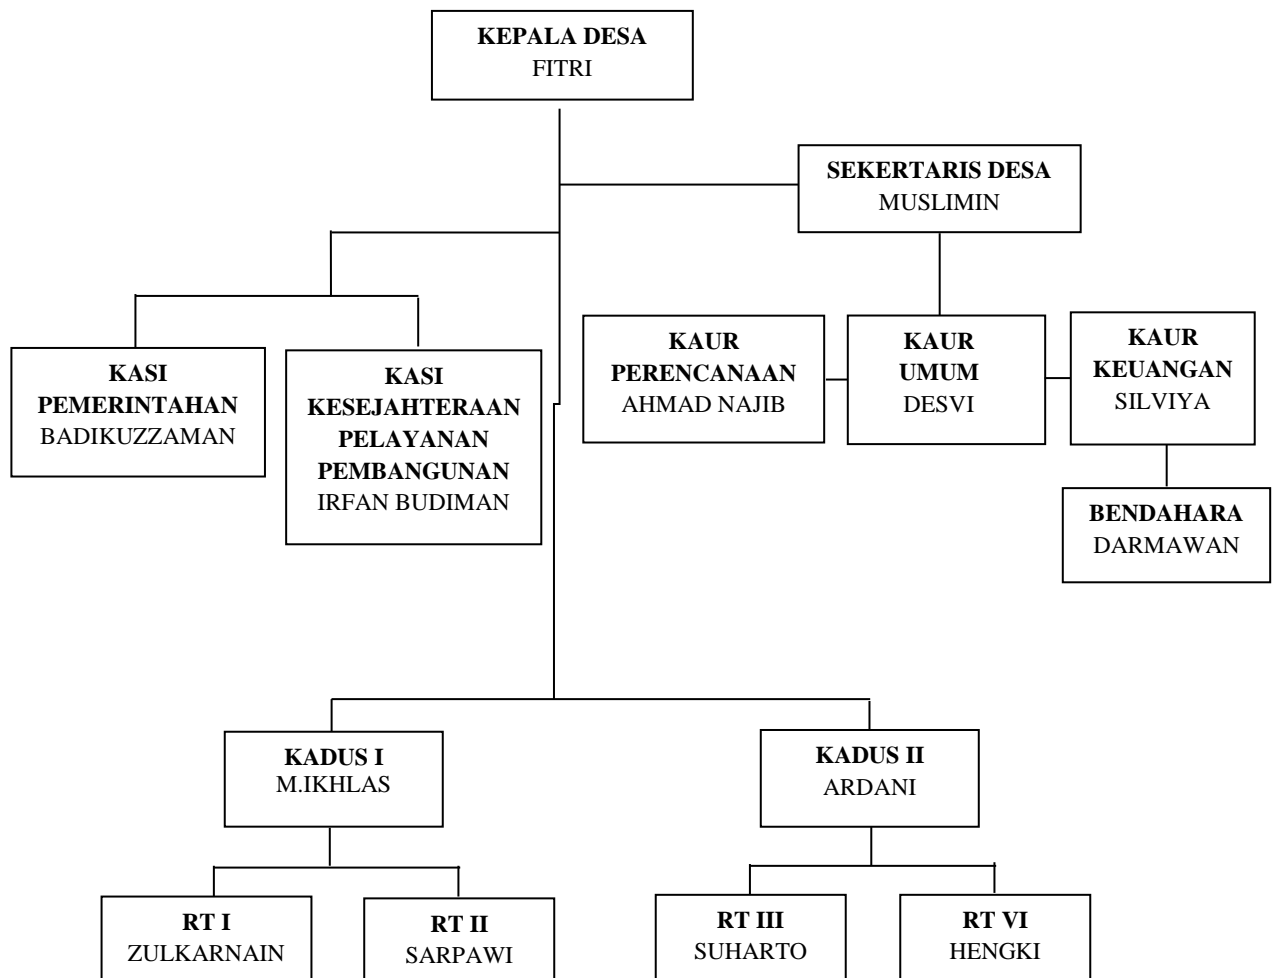 KEPALA DESA
FITRI
SEKERTARIS DESA
MUSLIMIN
KASI
PEMERINTAHAN
BADIKUZZAMAN
KASI
KESEJAHTERAAN
PELAYANAN
PEMBANGUNAN
IRFAN BUDIMAN
KAUR
PERENCANAAN
AHMAD NAJIB
KAUR
UMUM
DESVI
KAUR
KEUANGAN
SILVIYA
BENDAHARA
DARMAWAN
KADUS I
M.IKHLAS
KADUS II
ARDANI
RT I
ZULKARNAIN
RT II
SARPAWI
RT III
SUHARTO
RT VI
HENGKI